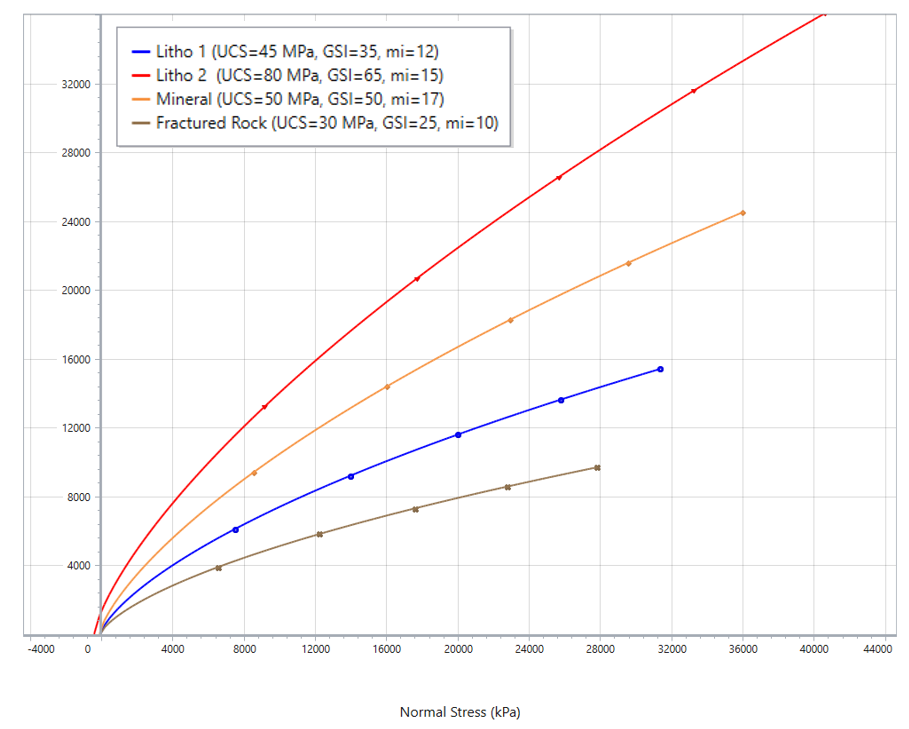 Litho 1 (UCS=45 MPa, GSI=35, mi=12)
Litho 2 (UCS=80 MPa, GSI=65, mi=15)
Mineral (UCS=50 MPa, GSI=50, mi=17)
Fractured Rock (UCS=30 MPa, GSI=25, mi=10)
32000
28000
24000
20000
16000
12000
8000
4000
-4000 0 4000 8000 12000 16000 20000 24000 28000 32000 36000 40000 44000
Normal Stress (kPa)